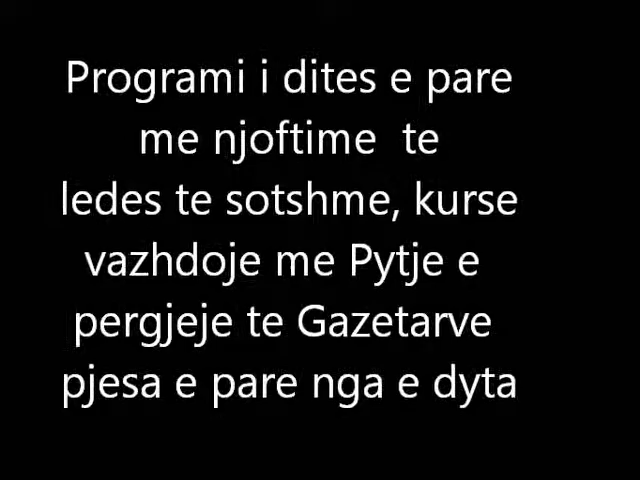 Programi i dites e pare
me njoftime te
ledes te sotshme, kurse
vazhdoje me Pytje e
pergjeje te Gazetarve
pjesa e pare nga e dyta